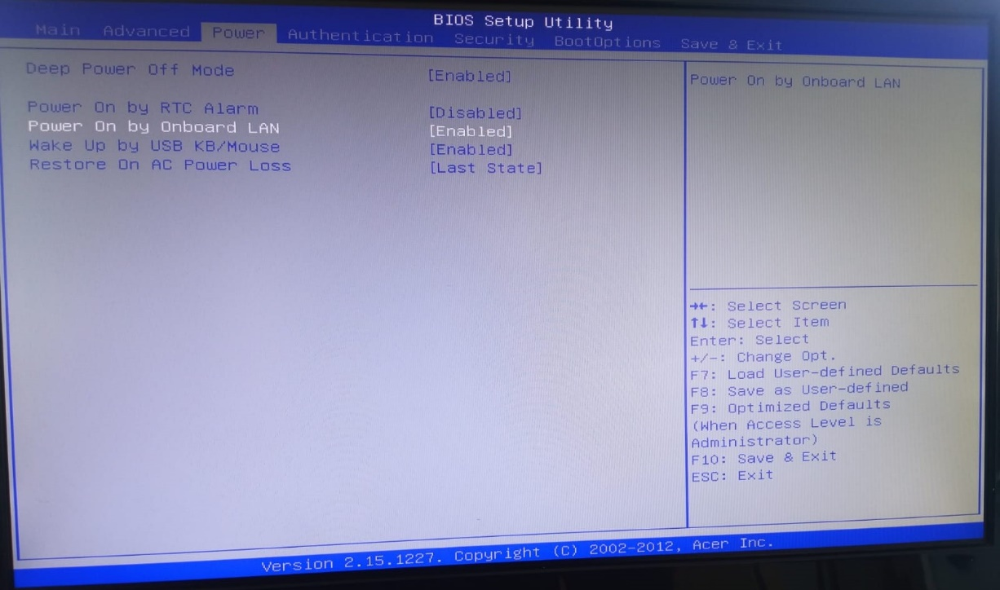 BIOS Setup Utility
Main Advanced Power Authentication Security BootOptions Save & Exit
Deep Power Off Mode [Enabled]
Power On by RTC Alarm [Disabled]
Power On by Onboard LAN [Enabled]
Wake Up by USB KB/Mouse [Enabled]
Restore On AC Power Loss [Last State]
Power On by Onboard LAN
→←: Select Screen
↑↓: Select Item
Enter: Select
+/-: Change Opt.
F7: Load User-defined Defaults
F8: Save as User-defined
F9: Optimized Defaults
(When Access Level is
Administrator)
F10: Save & Exit
ESC: Exit
Version 2.15.1227. Copyright (C) 2002-2012, Acer Inc.